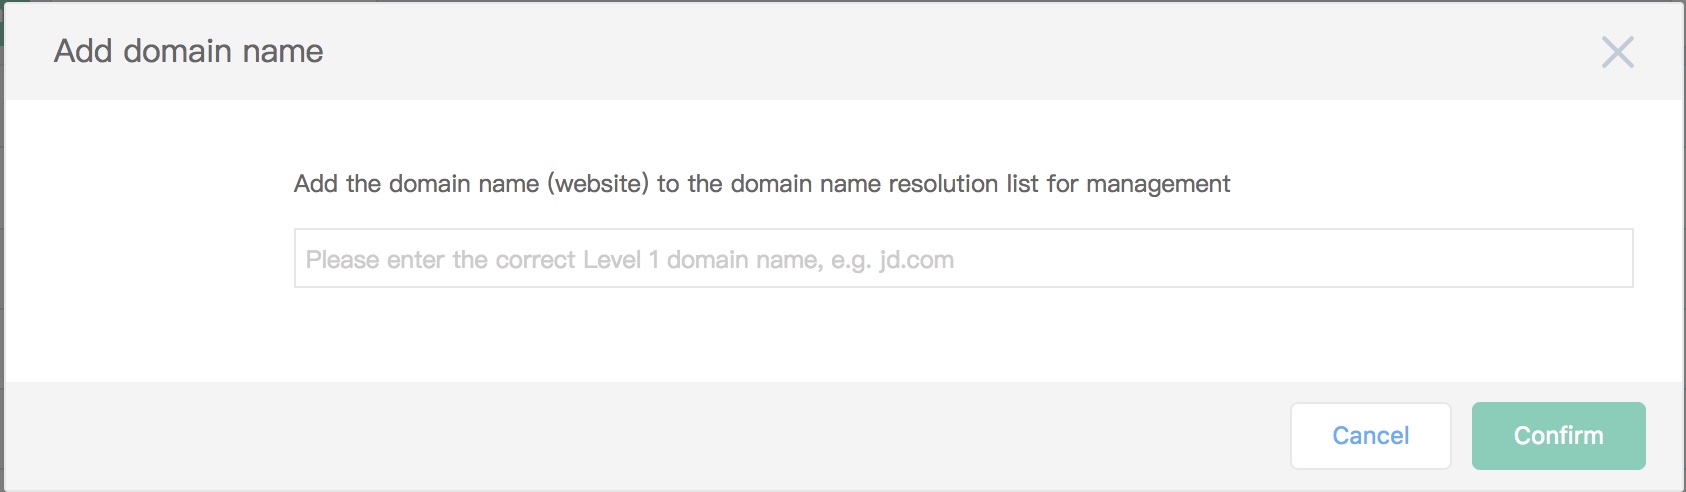 Add domain name
Add the domain name (website) to the domain name resolution list for management
Please enter the correct Level 1 domain name, e.g. jd.com
Cancel
Confirm